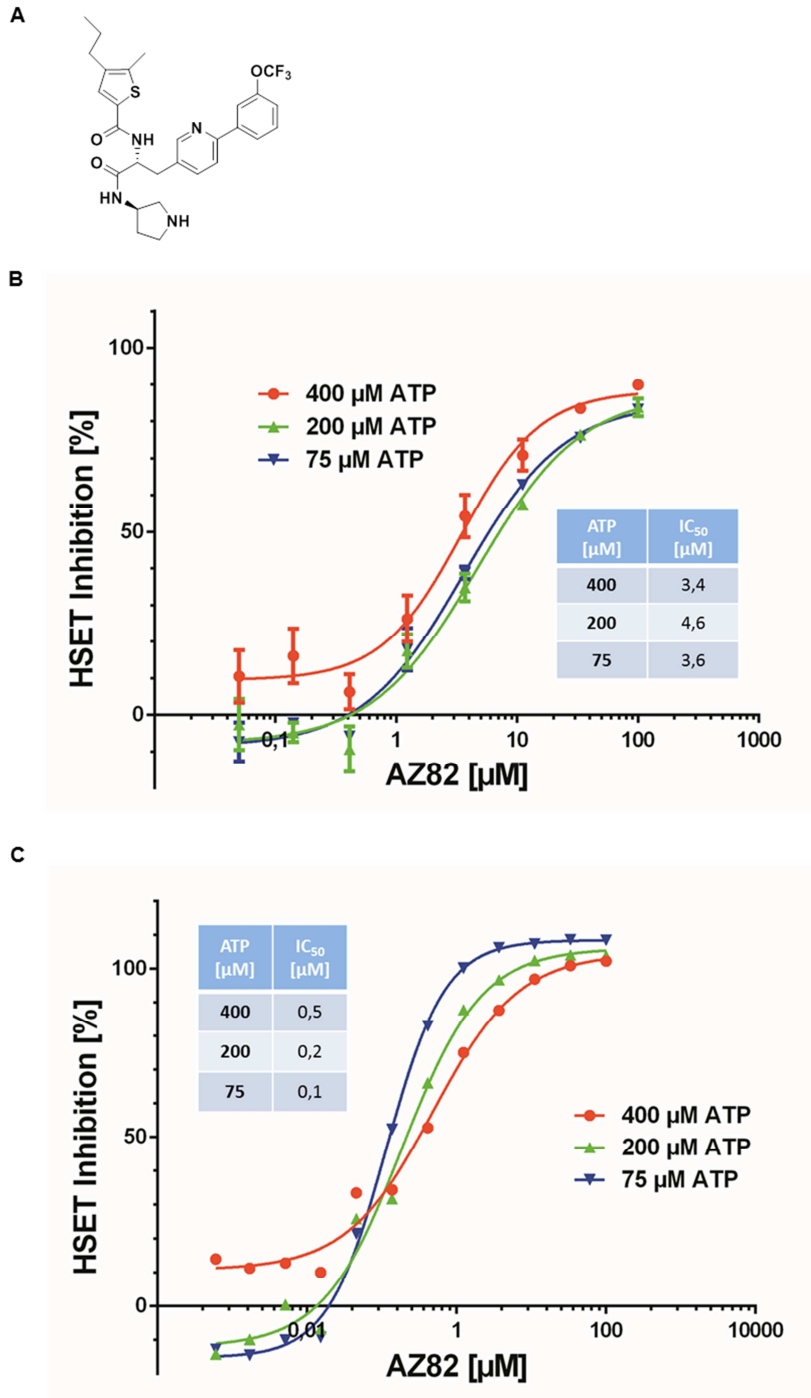 A
OCF3
S
N
O
NH
O
HN
NH
B
HSET Inhibition [%]
100
50
0
400 µM ATP
200 µM ATP
75 µM ATP
ATP [µM] IC50 [µM]
400 3,4
200 4,6
75 3,6
0,1 1 10 100 1000
AZ82 [µM]
C
HSET Inhibition [%]
100
50
0
ATP [µM] IC50 [µM]
400 0,5
200 0,2
75 0,1
400 µM ATP
200 µM ATP
75 µM ATP
0,01 1 100 10000
AZ82 [µM]